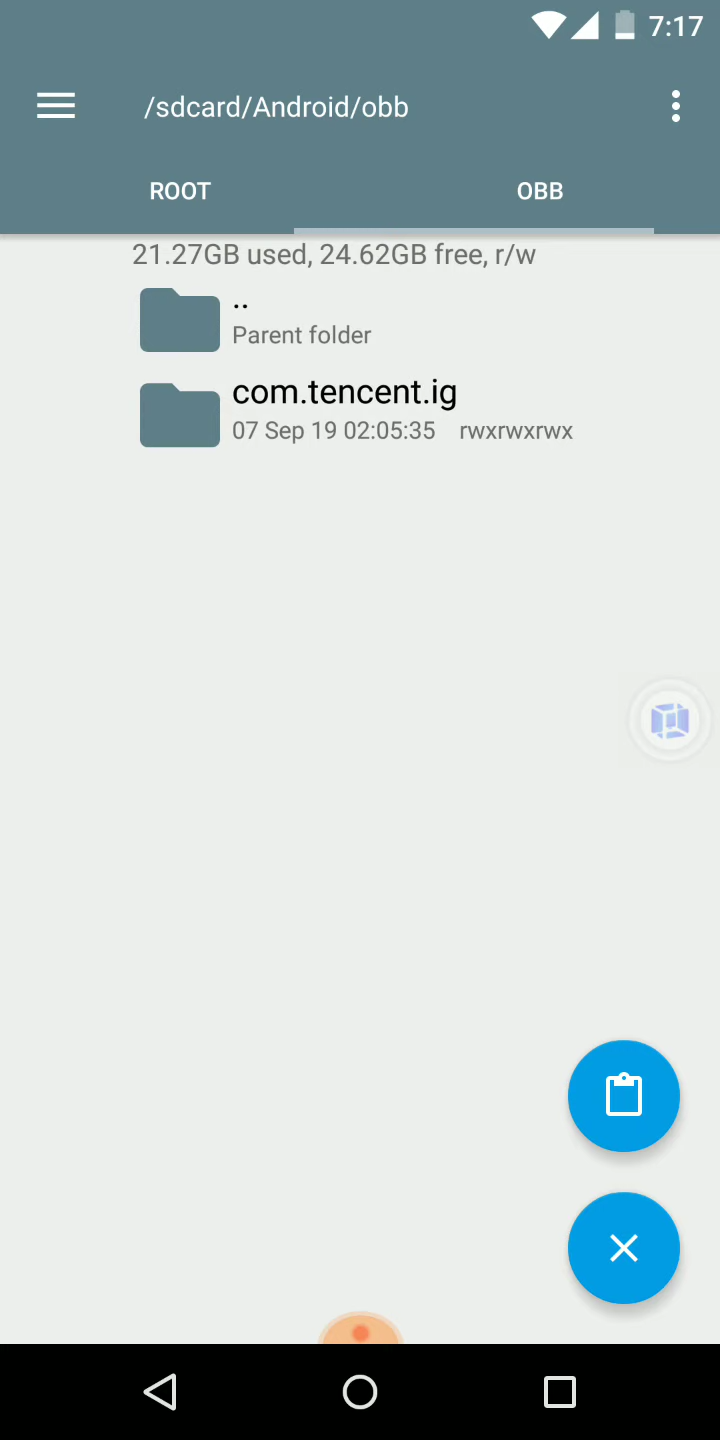 7:17
/sdcard/Android/obb
ROOT OBB
21.27GB used, 24.62GB free, r/w
..
Parent folder
com.tencent.ig
07 Sep 19 02:05:35 rwxrwxrwx